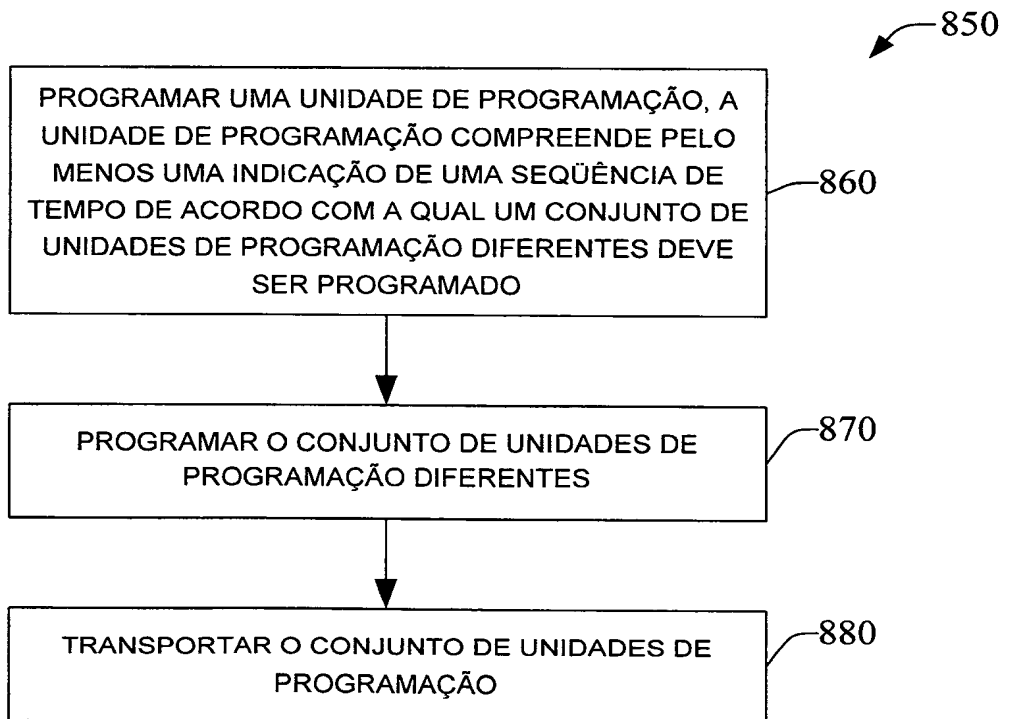 850
PROGRAMAR UMA UNIDADE DE PROGRAMAÇÃO, A
UNIDADE DE PROGRAMAÇÃO COMPREENDE PELO
MENOS UMA INDICAÇÃO DE UMA SEQÜÊNCIA DE
TEMPO DE ACORDO COM A QUAL UM CONJUNTO DE
UNIDADES DE PROGRAMAÇÃO DIFERENTES DEVE
SER PROGRAMADO
860
PROGRAMAR O CONJUNTO DE UNIDADES DE
PROGRAMAÇÃO DIFERENTES
870
TRANSPORTAR O CONJUNTO DE UNIDADES DE
PROGRAMAÇÃO
880